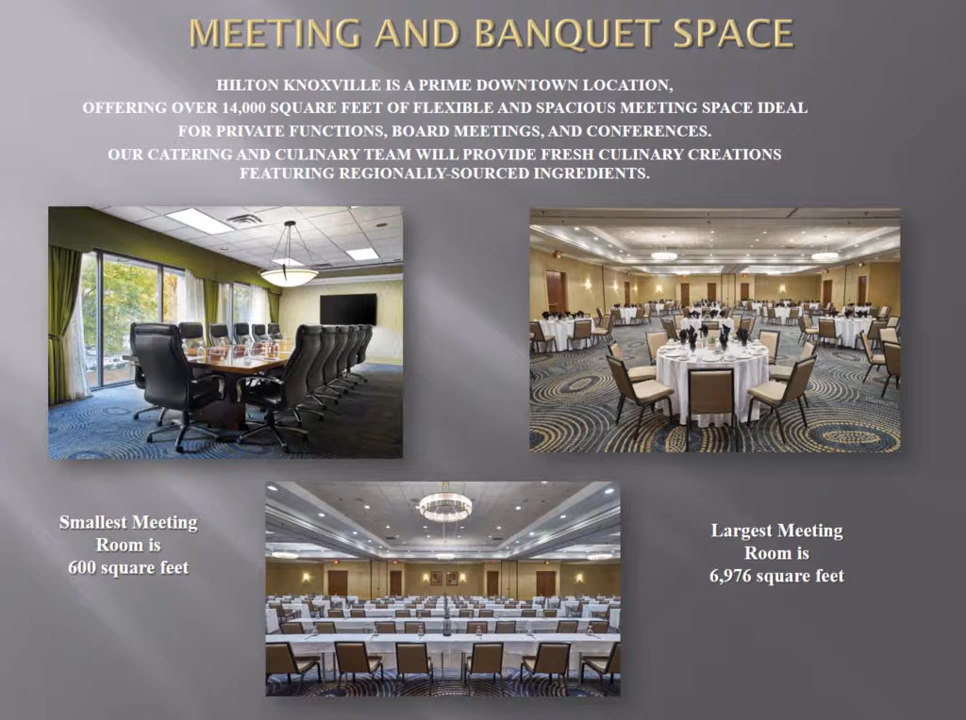 MEETING AND BANQUET SPACE
HILTON KNOXVILLE IS A PRIME DOWNTOWN LOCATION,
OFFERING OVER 14,000 SQUARE FEET OF FLEXIBLE AND SPACIOUS MEETING SPACE IDEAL
FOR PRIVATE FUNCTIONS, BOARD MEETINGS, AND CONFERENCES.
OUR CATERING AND CULINARY TEAM WILL PROVIDE FRESH CULINARY CREATIONS
FEATURING REGIONALLY-SOURCED INGREDIENTS.
Smallest Meeting
Room is
600 square feet
Largest Meeting
Room is
6,976 square feet